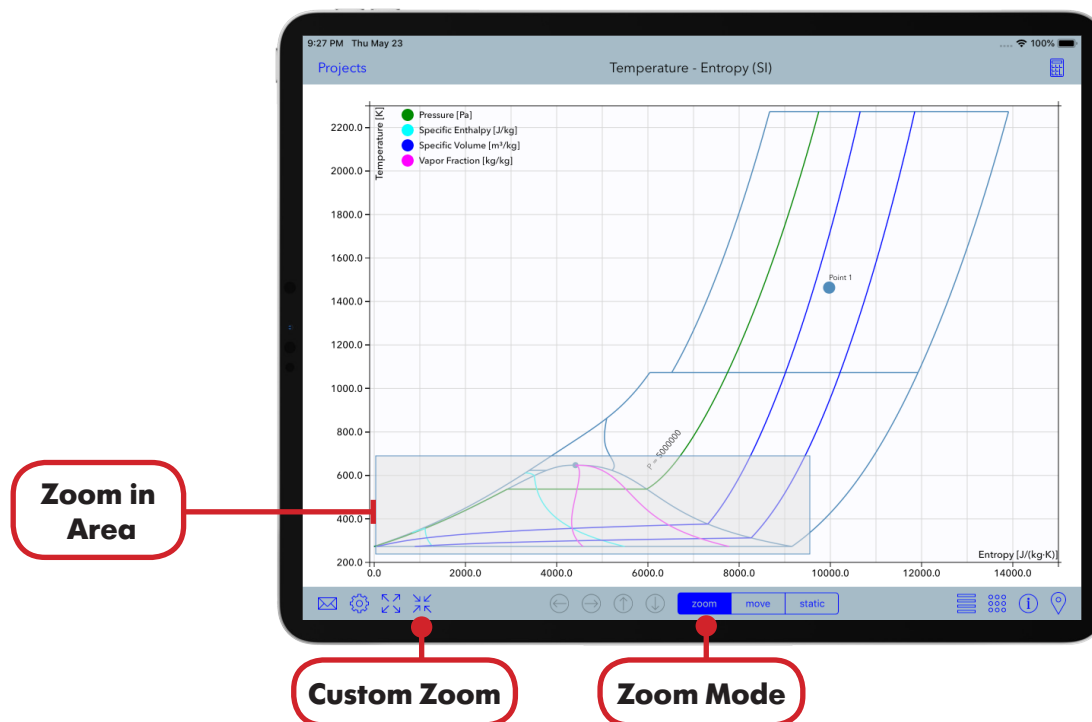 9:27 PM Thu May 23
.... 100%
Projects
Temperature - Entropy (SI)
Temperature [K]
Pressure [Pa]
Specific Enthalpy [J/kg]
Specific Volume [m³/kg]
Vapor Fraction [kg/kg]
2200.0
2000.0
1800.0
1600.0
1400.0
1200.0
1000.0
800.0
600.0
400.0
200.0
Point 1
P = 5000000
Entropy [J/(kg·K)]
0.0 2000.0 4000.0 6000.0 8000.0 10000.0 12000.0 14000.0
zoom move static
Zoom in
Area
Custom Zoom
Zoom Mode